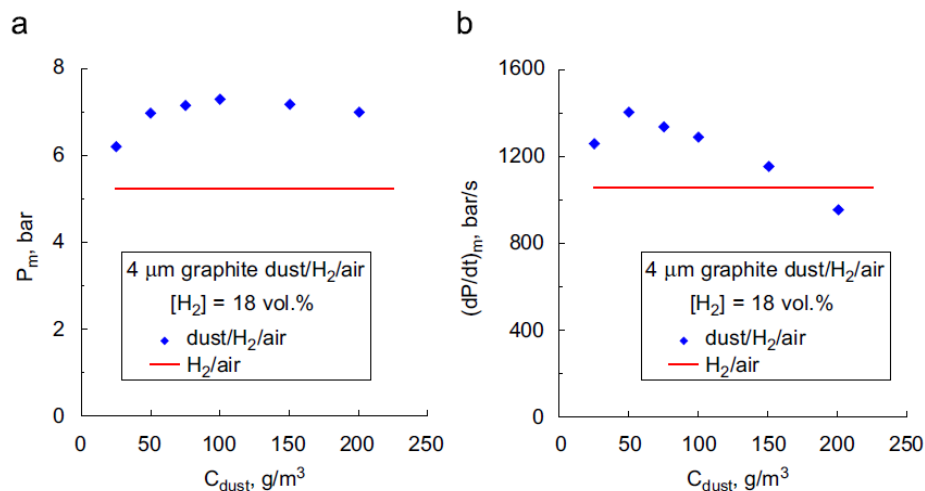 a
8
6
4
2
0
0 50 100 150 200 250
P_m, bar
C_dust, g/m³
4 μm graphite dust/H₂/air
[H₂] = 18 vol.%
dust/H₂/air
H₂/air
b
1600
1200
800
400
0
0 50 100 150 200 250
(dP/dt)_m, bar/s
C_dust, g/m³
4 μm graphite dust/H₂/air
[H₂] = 18 vol.%
dust/H₂/air
H₂/air